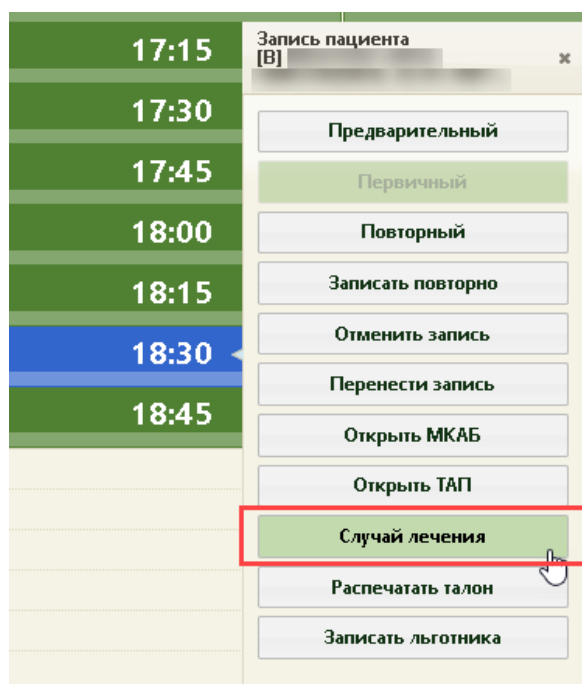 17:15
17:30
17:45
18:00
18:15
18:30
18:45
Запись пациента
[В]
Предварительный
Первичный
Повторный
Записать повторно
Отменить запись
Перенести запись
Открыть МКАБ
Открыть ТАП
Случай лечения
Распечатать талон
Записать льготника